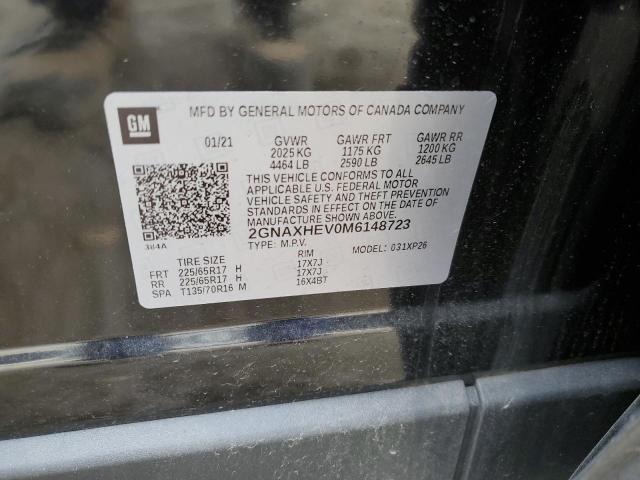 MFD BY GENERAL MOTORS OF CANADA COMPANY
GM
01/21 GVWR GAWR FRT GAWR RR
2025 KG 1175 KG 1200 KG
4464 LB 2590 LB 2645 LB
THIS VEHICLE CONFORMS TO ALL
APPLICABLE U.S. FEDERAL MOTOR
VEHICLE SAFETY AND THEFT PREVENTION
STANDARDS IN EFFECT ON THE DATE OF
MANUFACTURE SHOWN ABOVE.
2GNAXHEV0M6148723
384A
TYPE: M.P.V. MODEL: 031XP26
TIRE SIZE RIM
FRT 225/65R17 H 17X7J
RR 225/65R17 H 17X7J
SPA T135/70R16 M 16X4BT